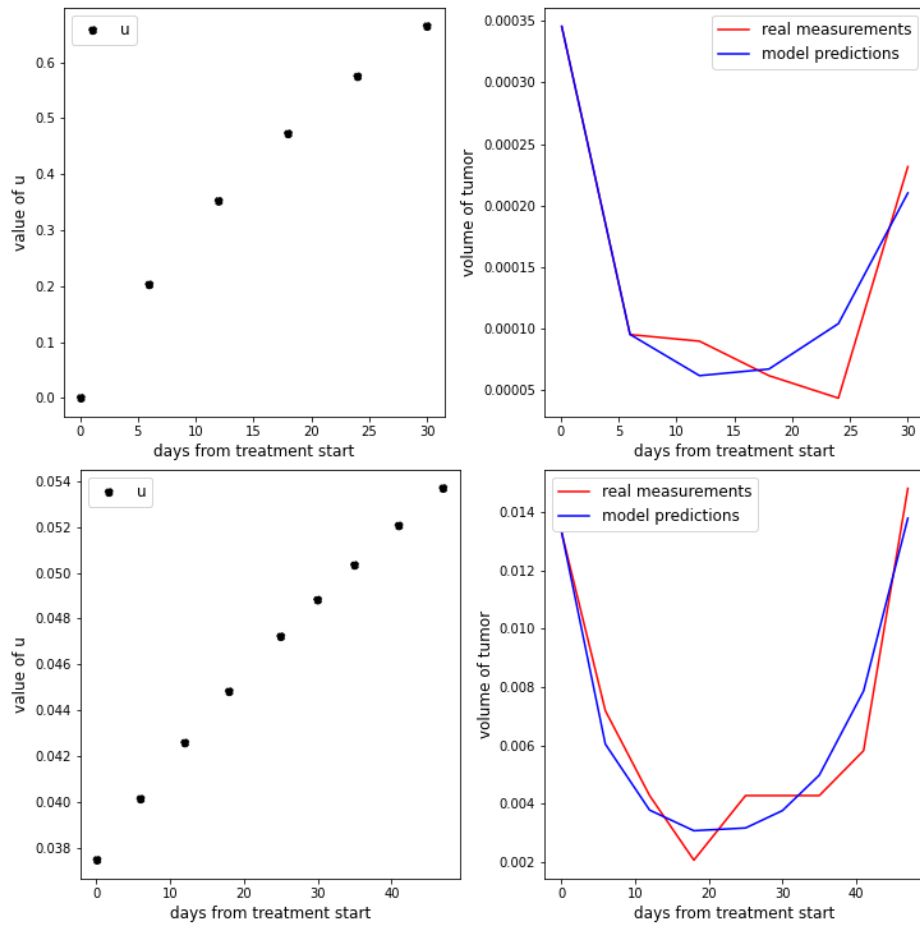 u
value of u
0.6
0.5
0.4
0.3
0.2
0.1
0.0
0 5 10 15 20 25 30
days from treatment start
real measurements
model predictions
volume of tumor
0.00035
0.00030
0.00025
0.00020
0.00015
0.00010
0.00005
0 5 10 15 20 25 30
days from treatment start
u
value of u
0.054
0.052
0.050
0.048
0.046
0.044
0.042
0.040
0.038
0 10 20 30 40
days from treatment start
real measurements
model predictions
volume of tumor
0.014
0.012
0.010
0.008
0.006
0.004
0.002
0 10 20 30 40
days from treatment start